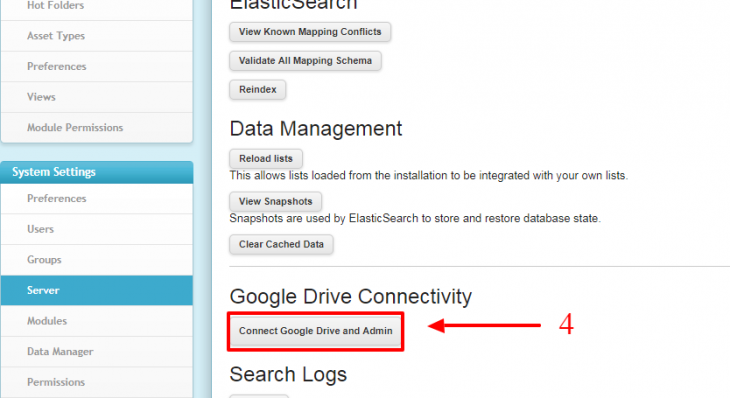 Hot Folders
Asset Types
Preferences
Views
Module Permissions
System Settings
Preferences
Users
Groups
Server
Modules
Data Manager
Permissions
ElasticSearch
View Known Mapping Conflicts
Validate All Mapping Schema
Reindex
Data Management
Reload lists
This allows lists loaded from the installation to be integrated with your own lists.
View Snapshots
Snapshots are used by ElasticSearch to store and restore database state.
Clear Cached Data
Google Drive Connectivity
Connect Google Drive and Admin
4
Search Logs